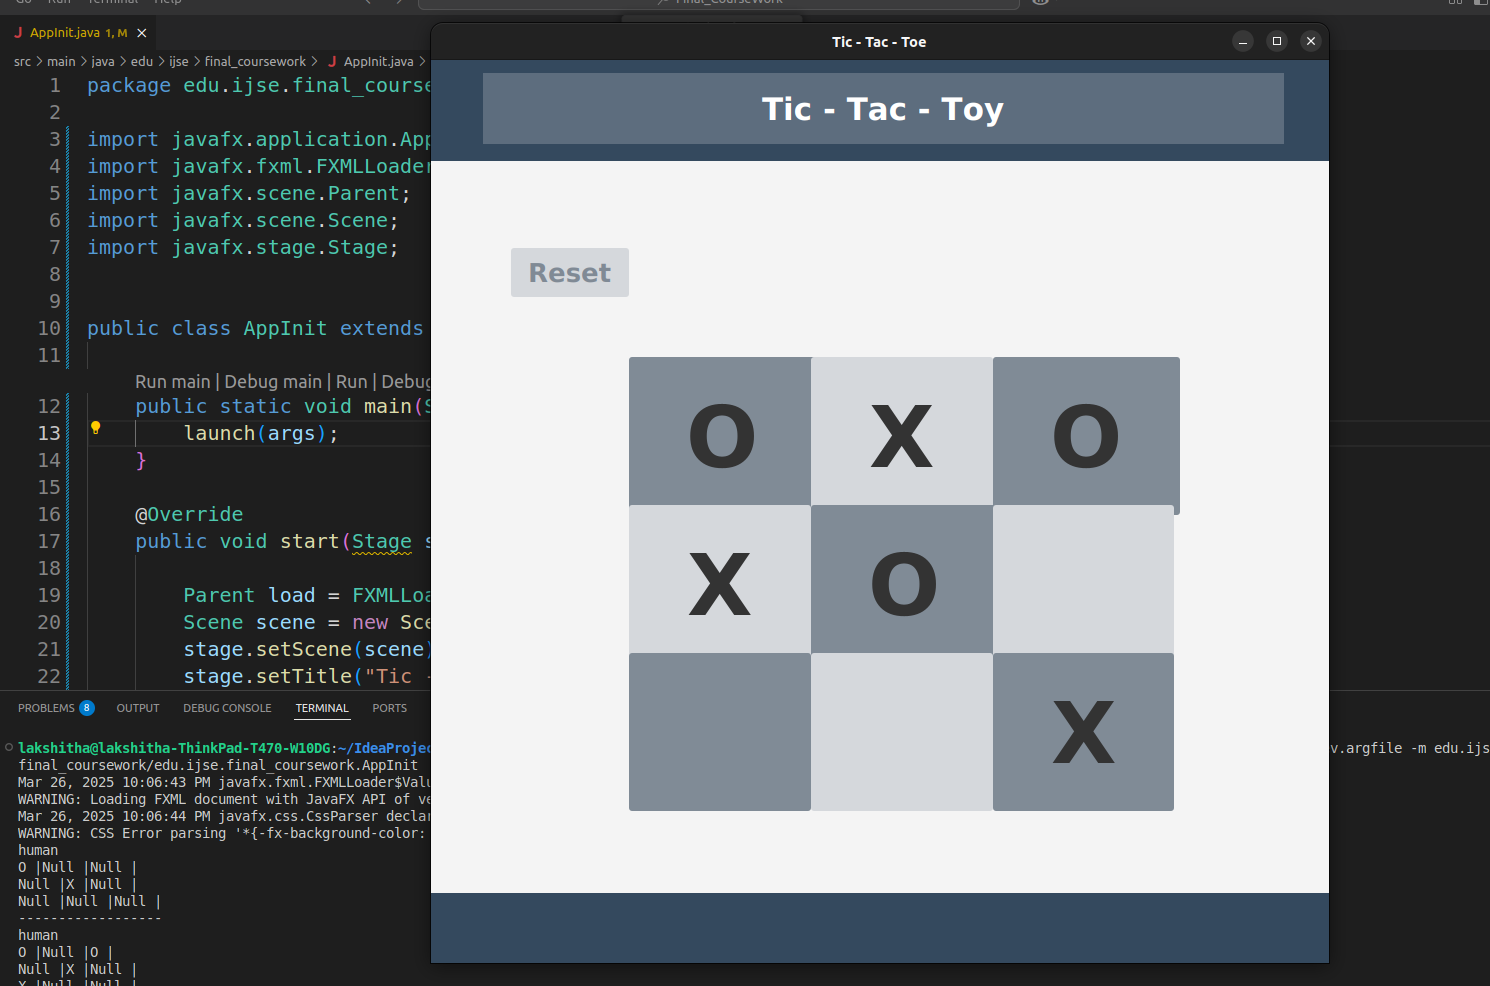 Go Run Terminal Help
Final_CourseWork
AppInit.java 1, M
src > main > java > edu > ijse > final_coursework > AppInit.java >
1 package edu.ijse.final_course
2
3 import javafx.application.App
4 import javafx.fxml.FXMLLoader
5 import javafx.scene.Parent;
6 import javafx.scene.Scene;
7 import javafx.stage.Stage;
8
9
10 public class AppInit extends
11
Run main | Debug main | Run | Debug
12 public static void main(S
13 launch(args);
14 }
15
16 @Override
17 public void start(Stage s
18
19 Parent load = FXMLLoa
20 Scene scene = new Sce
21 stage.setScene(scene)
22 stage.setTitle("Tic -
PROBLEMS 8 OUTPUT DEBUG CONSOLE TERMINAL PORTS
lakshitha@lakshitha-ThinkPad-T470-W10DG:~/IdeaProje
v.argfile -m edu.ijs
final_coursework/edu.ijse.final_coursework.AppInit
Mar 26, 2025 10:06:43 PM javafx.fxml.FXMLLoader$Valu
WARNING: Loading FXML document with JavaFX API of ve
Mar 26, 2025 10:06:44 PM javafx.css.CssParser declar
WARNING: CSS Error parsing '*{-fx-background-color:
human
O |Null |Null |
Null |X |Null |
Null |Null |Null |
------------------
human
O |Null |O |
Null |X |Null |
X |Null |Null |
Tic - Tac - Toe
Tic - Tac - Toy
Reset
O X O
X O
X